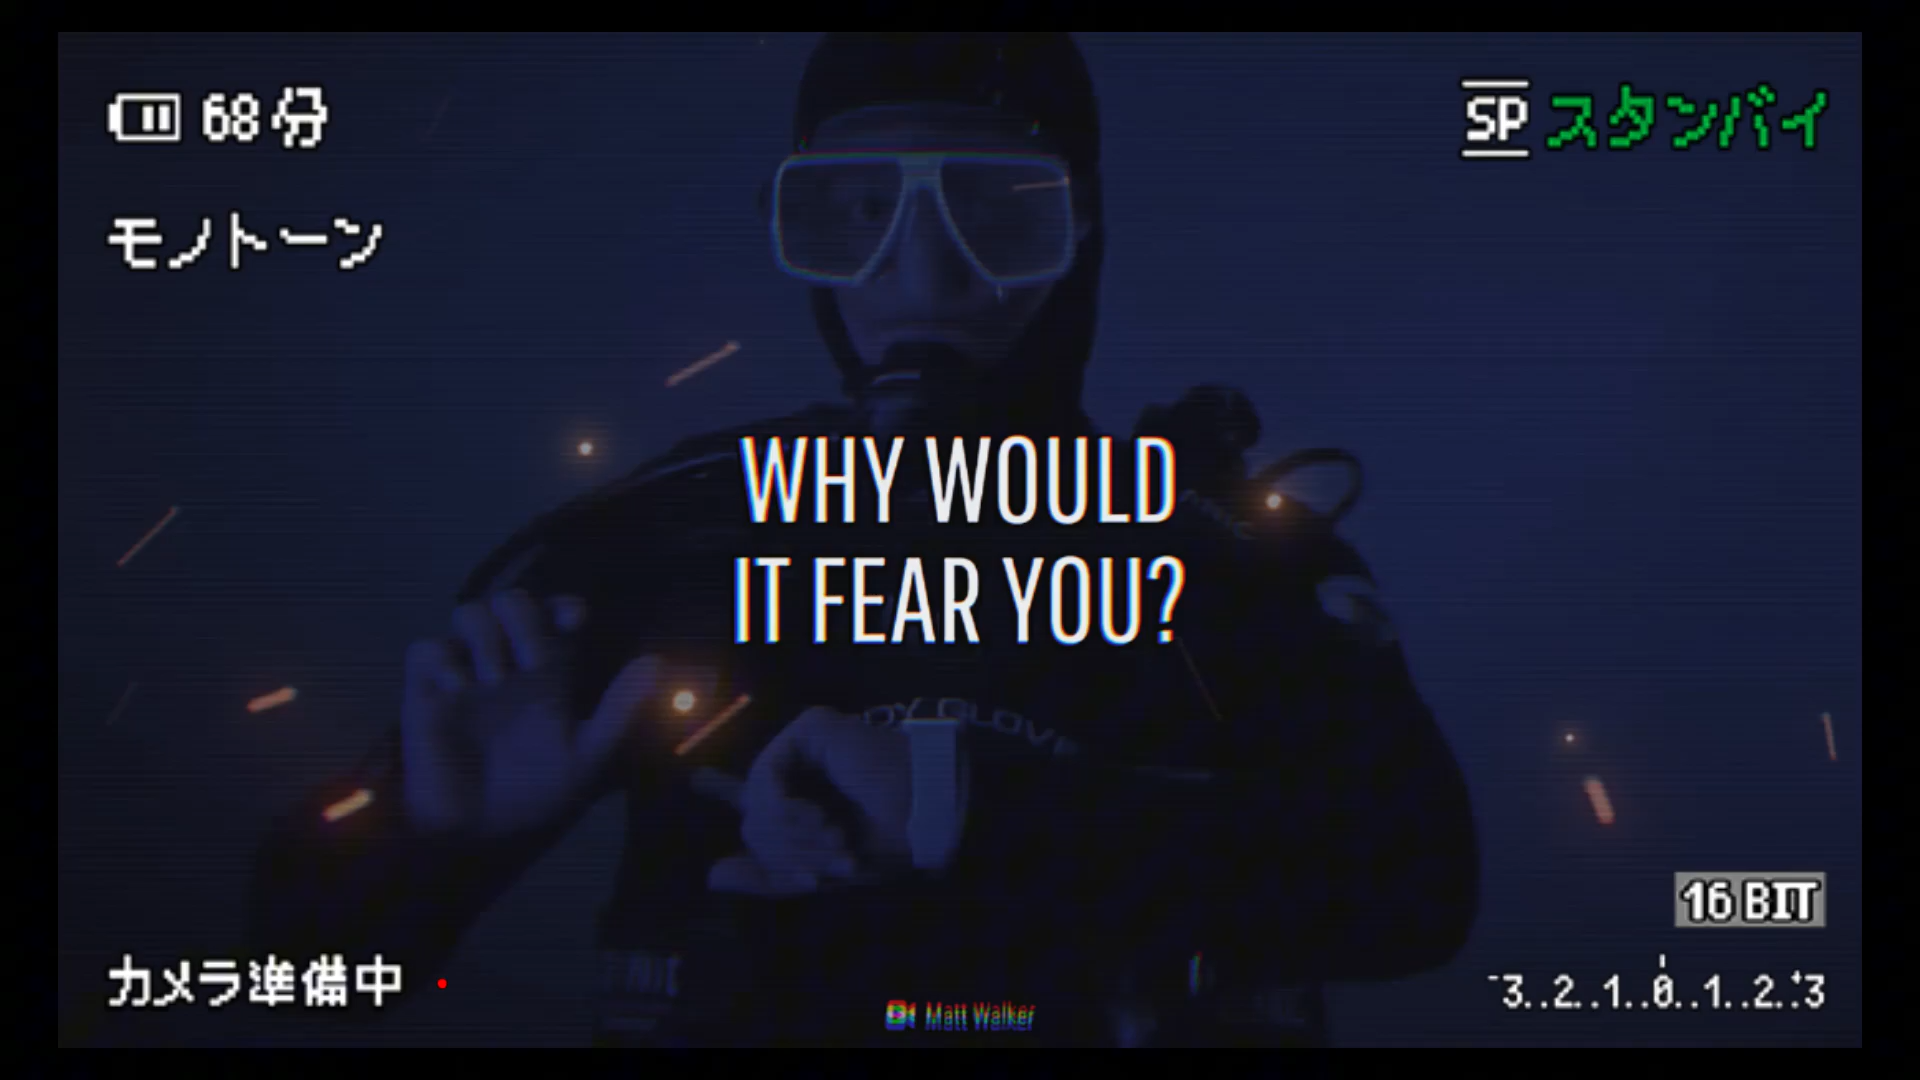 68分
SP スタンバイ
モノトーン
WHY WOULD
IT FEAR YOU?
16 BIT
カメラ準備中
-3..2..1..0..1..2..+3
Matt Walker